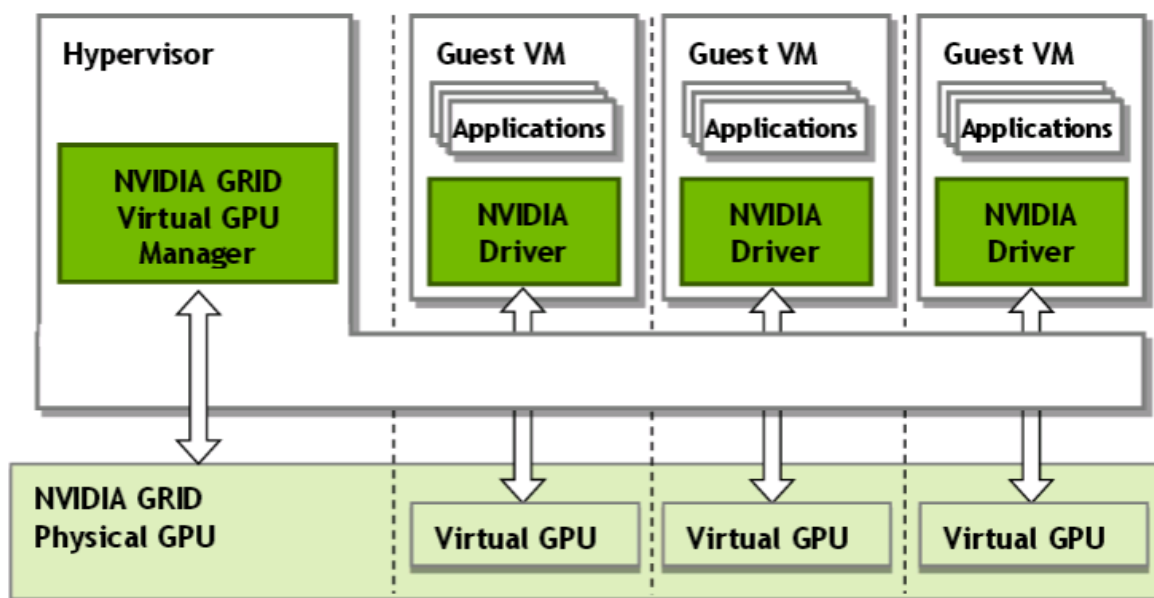 Hypervisor
NVIDIA GRID
Virtual GPU
Manager
Guest VM
Applications
NVIDIA
Driver
Guest VM
Applications
NVIDIA
Driver
Guest VM
Applications
NVIDIA
Driver
NVIDIA GRID
Physical GPU
Virtual GPU
Virtual GPU
Virtual GPU